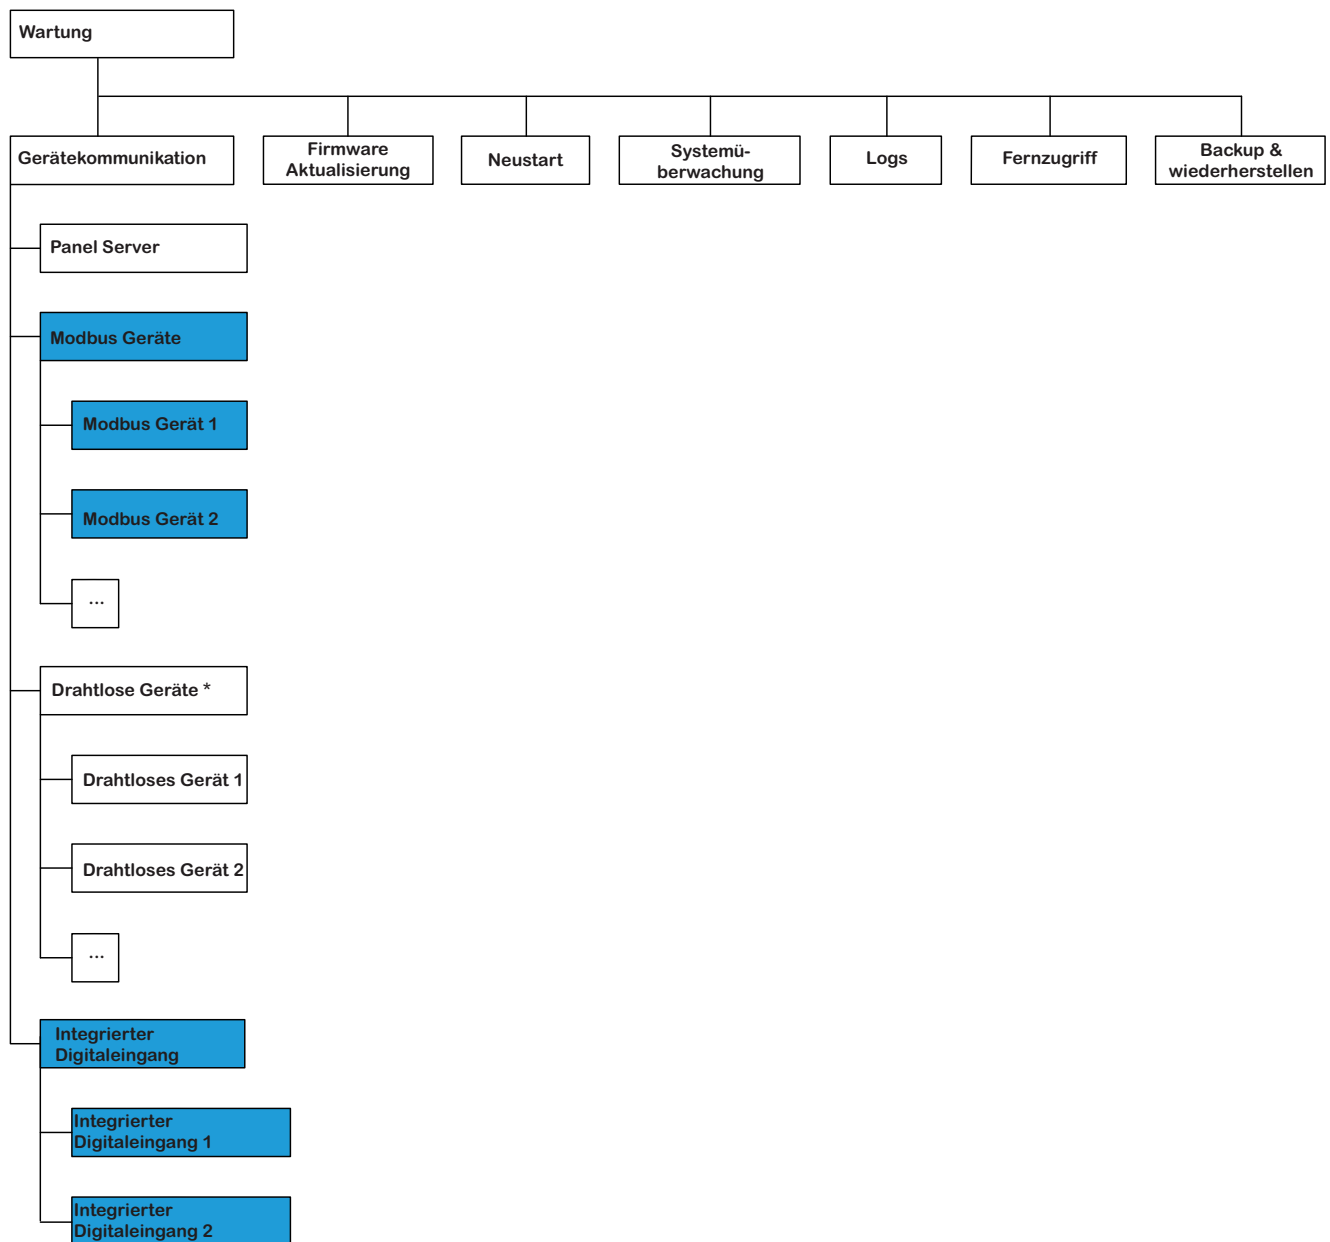 Wartung
Gerätekommunikation
Firmware
Aktualisierung
Neustart
Systemü-
berwachung
Logs
Fernzugriff
Backup &
wiederherstellen
Panel Server
Modbus Geräte
Modbus Gerät 1
Modbus Gerät 2
...
Drahtlose Geräte *
Drahtloses Gerät 1
Drahtloses Gerät 2
...
Integrierter
Digitaleingang
Integrierter
Digitaleingang 1
Integrierter
Digitaleingang 2